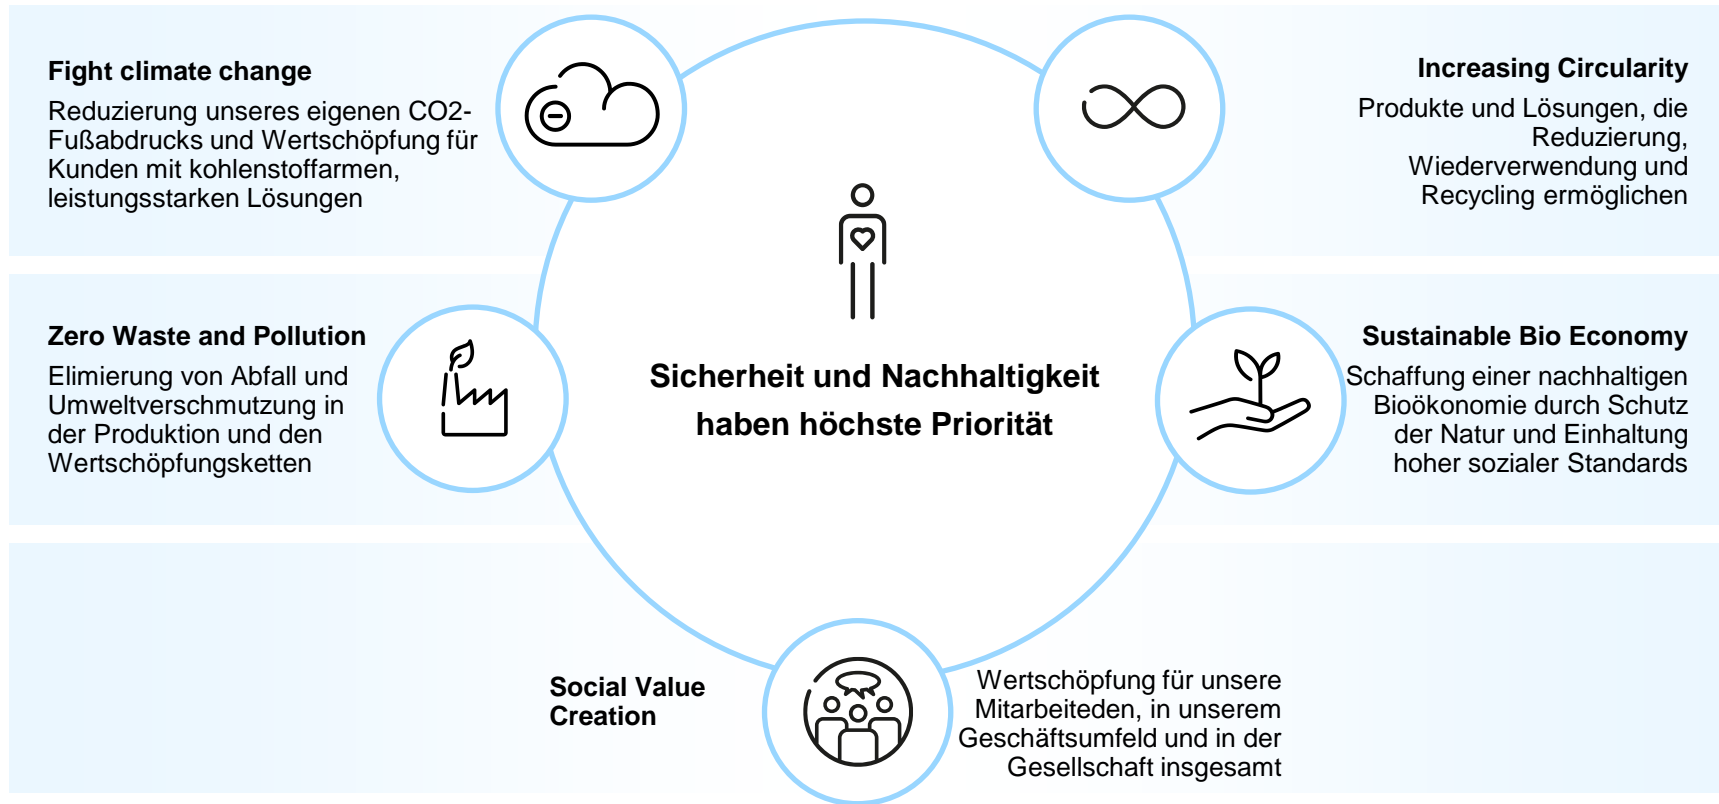 Fight climate change
Reduzierung unseres eigenen CO2-
Fußabdrucks und Wertschöpfung für
Kunden mit kohlenstoffarmen,
leistungsstarken Lösungen
Increasing Circularity
Produkte und Lösungen, die
Reduzierung,
Wiederverwendung und
Recycling ermöglichen
Zero Waste and Pollution
Elimierung von Abfall und
Umweltverschmutzung in
der Produktion und den
Wertschöpfungsketten
Sicherheit und Nachhaltigkeit
haben höchste Priorität
Sustainable Bio Economy
Schaffung einer nachhaltigen
Bioökonomie durch Schutz
der Natur und Einhaltung
hoher sozialer Standards
Social Value
Creation
Wertschöpfung für unsere
Mitarbeiteden, in unserem
Geschäftsumfeld und in der
Gesellschaft insgesamt